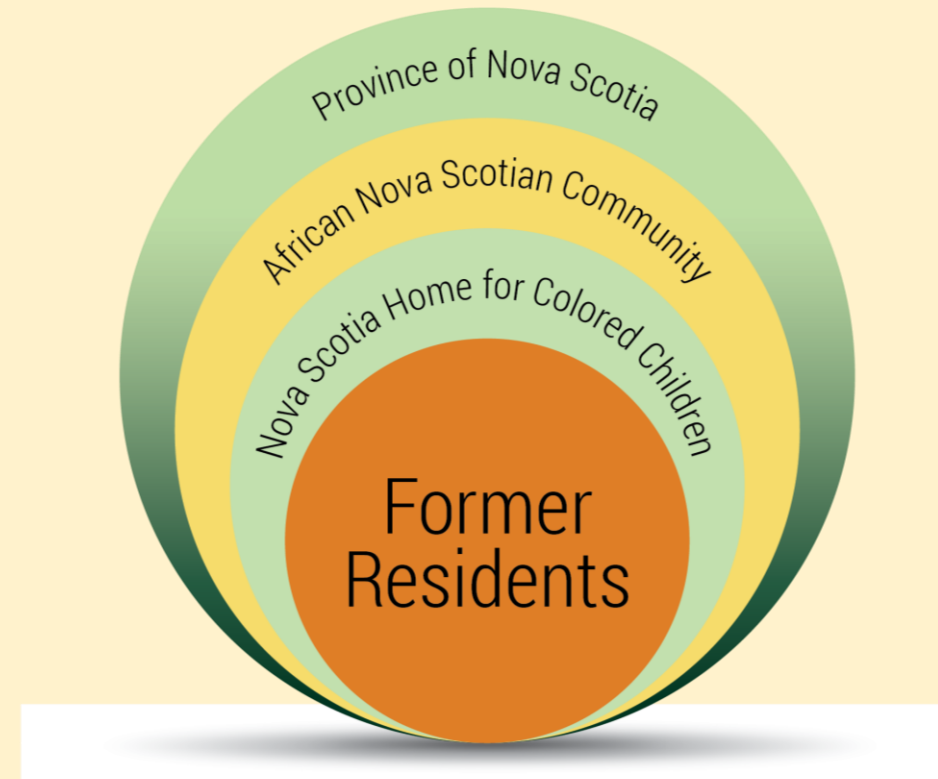 Province of Nova Scotia
African Nova Scotian Community
Nova Scotia Home for Colored Children
Former
Residents